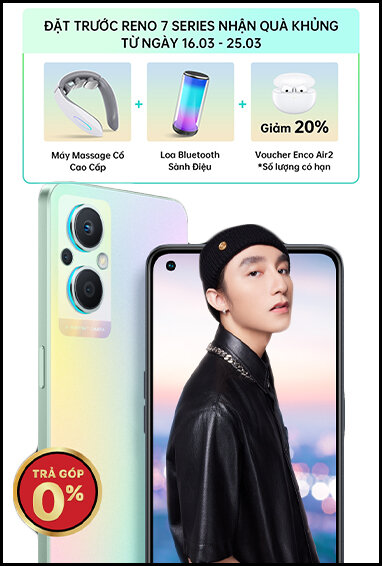 ĐẶT TRƯỚC RENO 7 SERIES NHẬN QUÀ KHỦNG
TỪ NGÀY 16.03 - 25.03
+
+
Giảm 20%
Máy Massage Cổ
Cao Cấp
Loa Bluetooth
Sành Điệu
Voucher Enco Air2
*Số lượng có hạn
TRẢ GÓP
0%